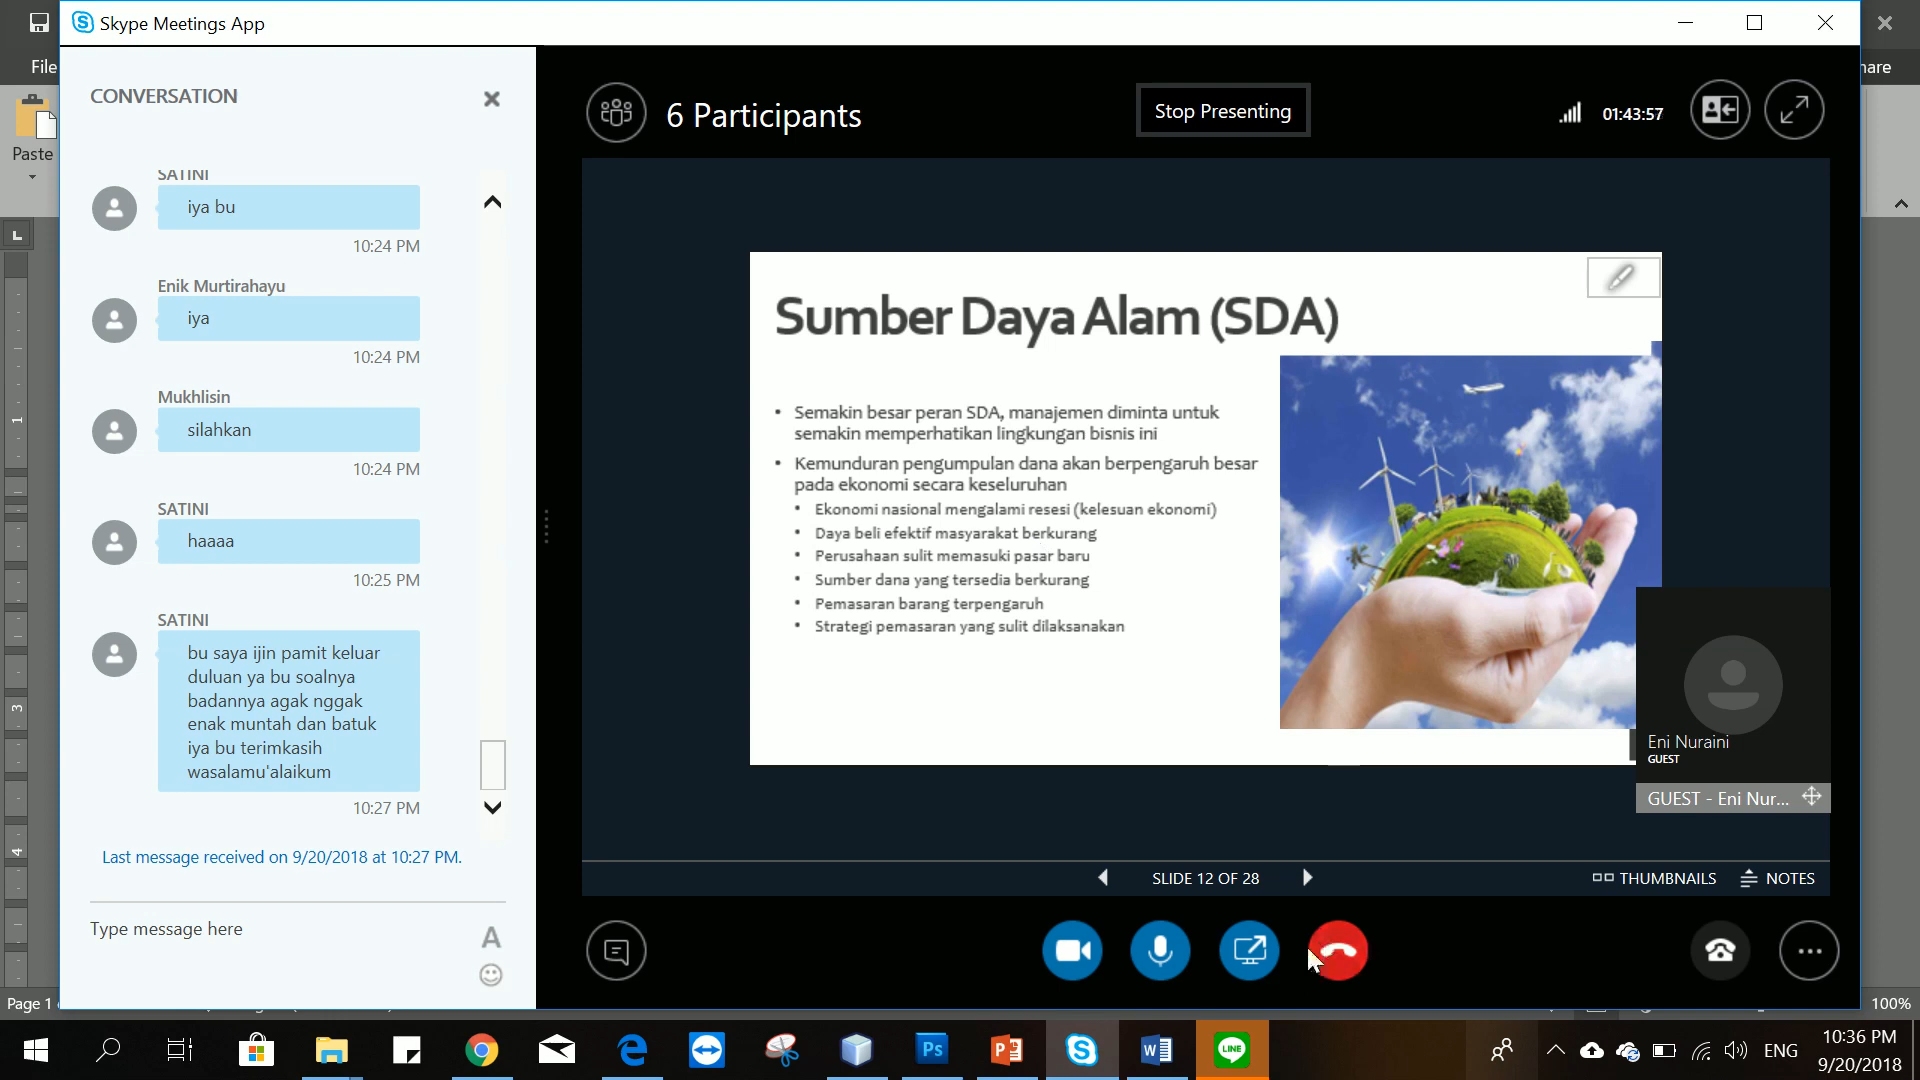 Skype Meetings App
File
hare
Paste
CONVERSATION
SATINI
iya bu
10:24 PM
Enik Murtirahayu
iya
10:24 PM
Mukhlisin
silahkan
10:24 PM
SATINI
haaaa
10:25 PM
SATINI
bu saya ijin pamit keluar
duluan ya bu soalnya
badannya agak nggak
enak muntah dan batuk
iya bu terimkasih
wasalamu'alaikum
10:27 PM
Last message received on 9/20/2018 at 10:27 PM.
Type message here
A
6 Participants
Stop Presenting
01:43:57
Sumber Daya Alam (SDA)
• Semakin besar peran SDA, manajemen diminta untuk
semakin memperhatikan lingkungan bisnis ini
• Kemunduran pengumpulan dana akan berpengaruh besar
pada ekonomi secara keseluruhan
• Ekonomi nasional mengalami resesi (kelesuan ekonomi)
• Daya beli efektif masyarakat berkurang
• Perusahaan sulit memasuki pasar baru
• Sumber dana yang tersedia berkurang
• Pemasaran barang terpengaruh
• Strategi pemasaran yang sulit dilaksanakan
Eni Nuraini
GUEST
GUEST - Eni Nur...
SLIDE 12 OF 28
THUMBNAILS
NOTES
L
1
3
4
Page 1
100%
Ps
LINE
ENG
10:36 PM
9/20/2018